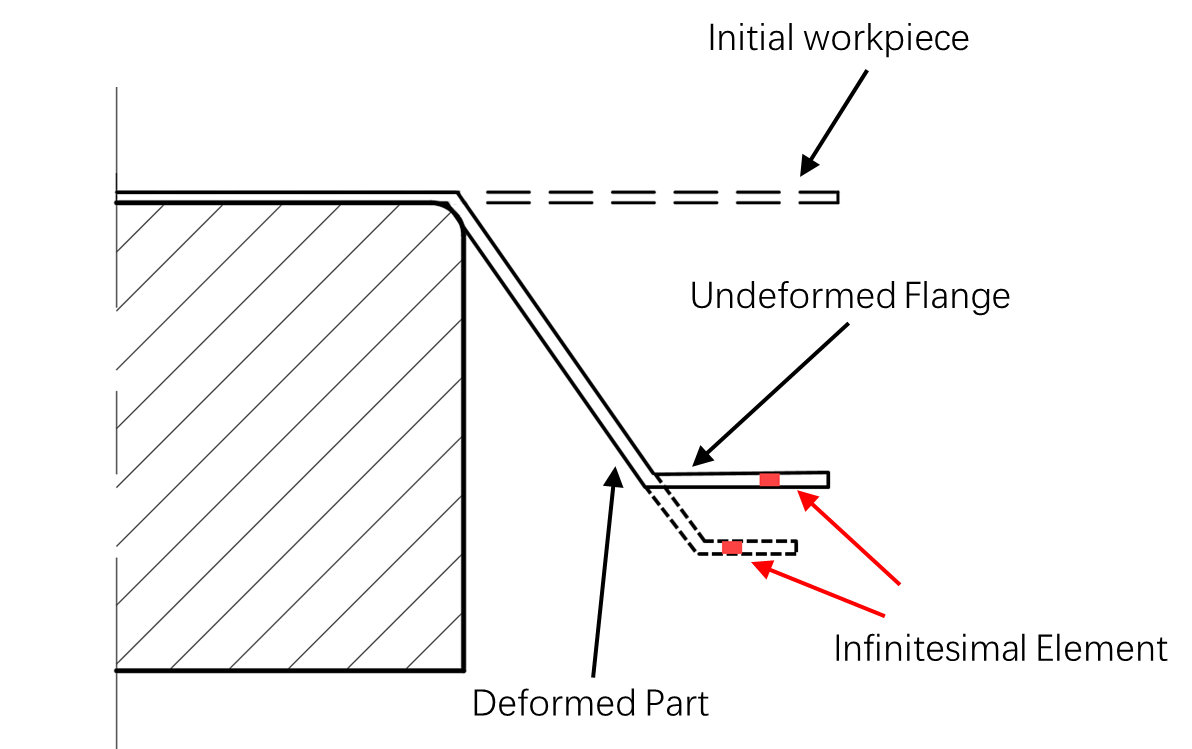 Initial workpiece
Undeformed Flange
Infinitesimal Element
Deformed Part